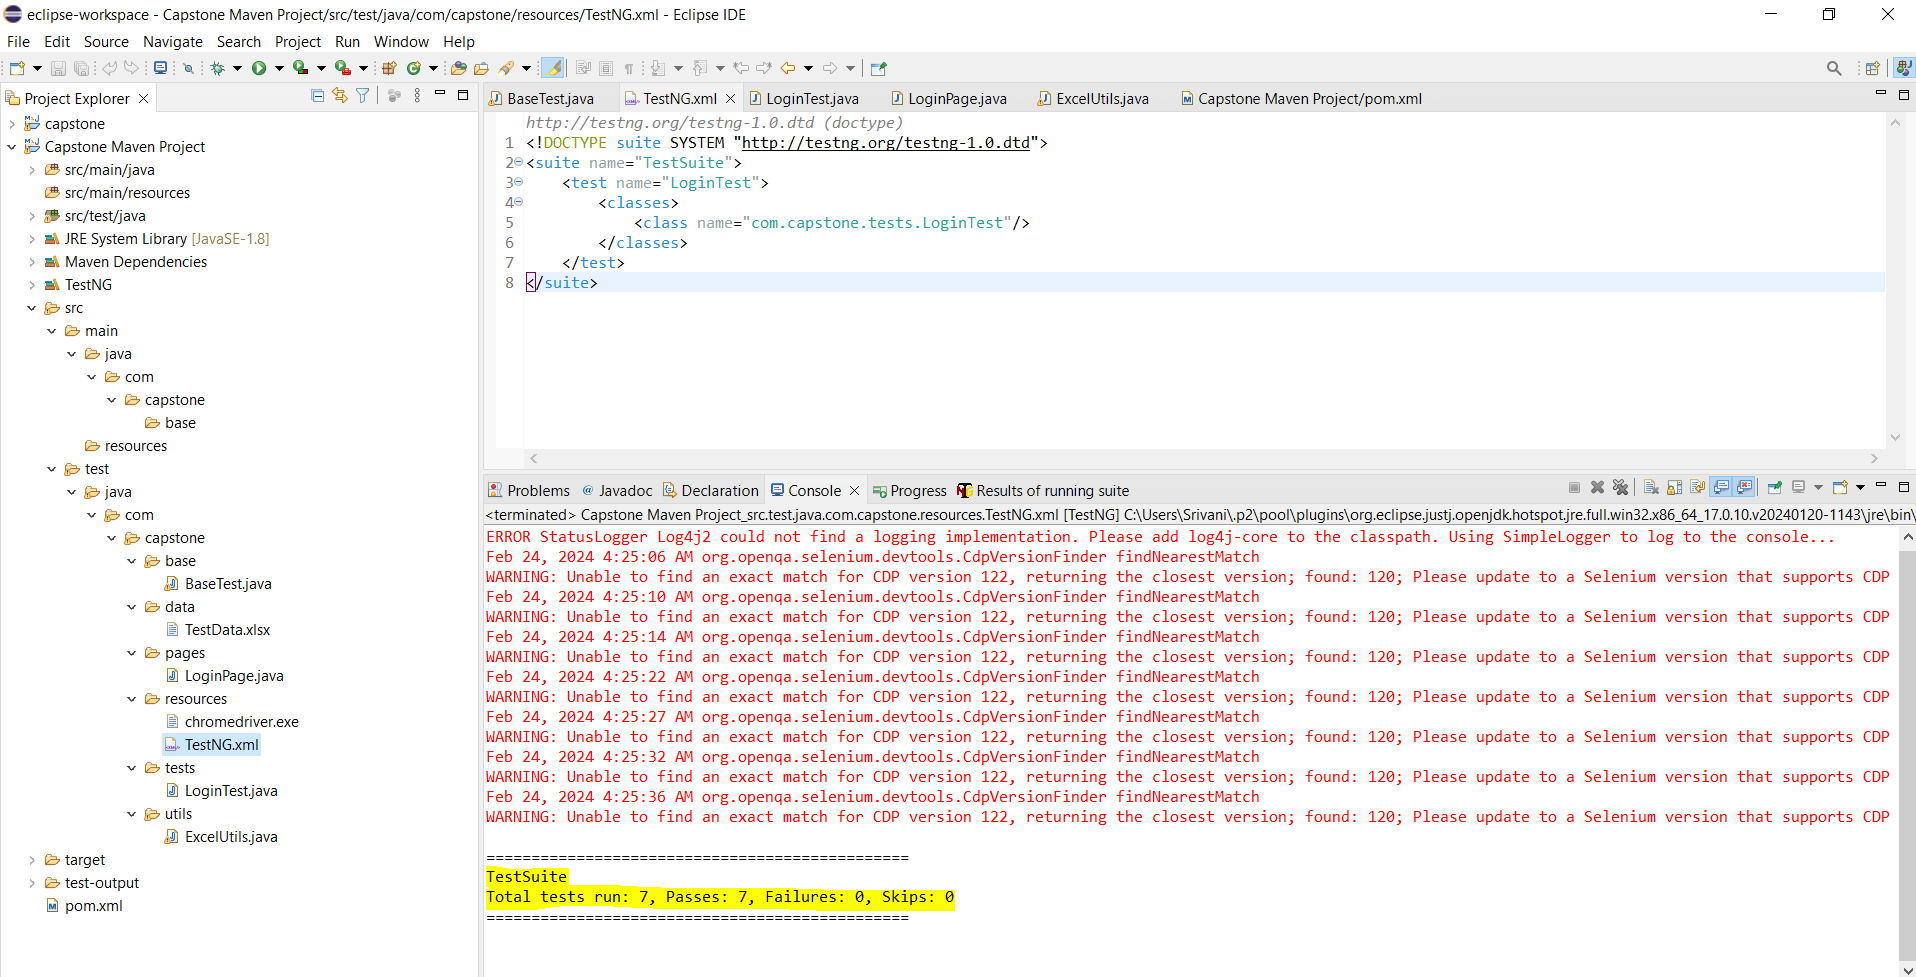 eclipse-workspace - Capstone Maven Project/src/test/java/com/capstone/resources/TestNG.xml - Eclipse IDE
File Edit Source Navigate Search Project Run Window Help
Project Explorer
capstone
Capstone Maven Project
src/main/java
src/main/resources
src/test/java
JRE System Library [JavaSE-1.8]
Maven Dependencies
TestNG
src
main
java
com
capstone
base
resources
test
java
com
capstone
base
BaseTest.java
data
TestData.xlsx
pages
LoginPage.java
resources
chromedriver.exe
TestNG.xml
tests
LoginTest.java
utils
ExcelUtils.java
target
test-output
pom.xml
BaseTest.java TestNG.xml LoginTest.java LoginPage.java ExcelUtils.java Capstone Maven Project/pom.xml
http://testng.org/testng-1.0.dtd (doctype)
1 <!DOCTYPE suite SYSTEM "http://testng.org/testng-1.0.dtd">
2 <suite name="TestSuite">
3 <test name="LoginTest">
4 <classes>
5 <class name="com.capstone.tests.LoginTest"/>
6 </classes>
7 </test>
8 </suite>
Problems Javadoc Declaration Console Progress Results of running suite
<terminated> Capstone Maven Project_src.test.java.com.capstone.resources.TestNG.xml [TestNG] C:\Users\Srivani\.p2\pool\plugins\org.eclipse.justj.openjdk.hotspot.jre.full.win32.x86_64_17.0.10.v20240120-1143\jre\bin\
ERROR StatusLogger Log4j2 could not find a logging implementation. Please add log4j-core to the classpath. Using SimpleLogger to log to the console...
Feb 24, 2024 4:25:06 AM org.openqa.selenium.devtools.CdpVersionFinder findNearestMatch
WARNING: Unable to find an exact match for CDP version 122, returning the closest version; found: 120; Please update to a Selenium version that supports CDP
Feb 24, 2024 4:25:10 AM org.openqa.selenium.devtools.CdpVersionFinder findNearestMatch
WARNING: Unable to find an exact match for CDP version 122, returning the closest version; found: 120; Please update to a Selenium version that supports CDP
Feb 24, 2024 4:25:14 AM org.openqa.selenium.devtools.CdpVersionFinder findNearestMatch
WARNING: Unable to find an exact match for CDP version 122, returning the closest version; found: 120; Please update to a Selenium version that supports CDP
Feb 24, 2024 4:25:22 AM org.openqa.selenium.devtools.CdpVersionFinder findNearestMatch
WARNING: Unable to find an exact match for CDP version 122, returning the closest version; found: 120; Please update to a Selenium version that supports CDP
Feb 24, 2024 4:25:27 AM org.openqa.selenium.devtools.CdpVersionFinder findNearestMatch
WARNING: Unable to find an exact match for CDP version 122, returning the closest version; found: 120; Please update to a Selenium version that supports CDP
Feb 24, 2024 4:25:32 AM org.openqa.selenium.devtools.CdpVersionFinder findNearestMatch
WARNING: Unable to find an exact match for CDP version 122, returning the closest version; found: 120; Please update to a Selenium version that supports CDP
Feb 24, 2024 4:25:36 AM org.openqa.selenium.devtools.CdpVersionFinder findNearestMatch
WARNING: Unable to find an exact match for CDP version 122, returning the closest version; found: 120; Please update to a Selenium version that supports CDP
===============================================
TestSuite
Total tests run: 7, Passes: 7, Failures: 0, Skips: 0
===============================================